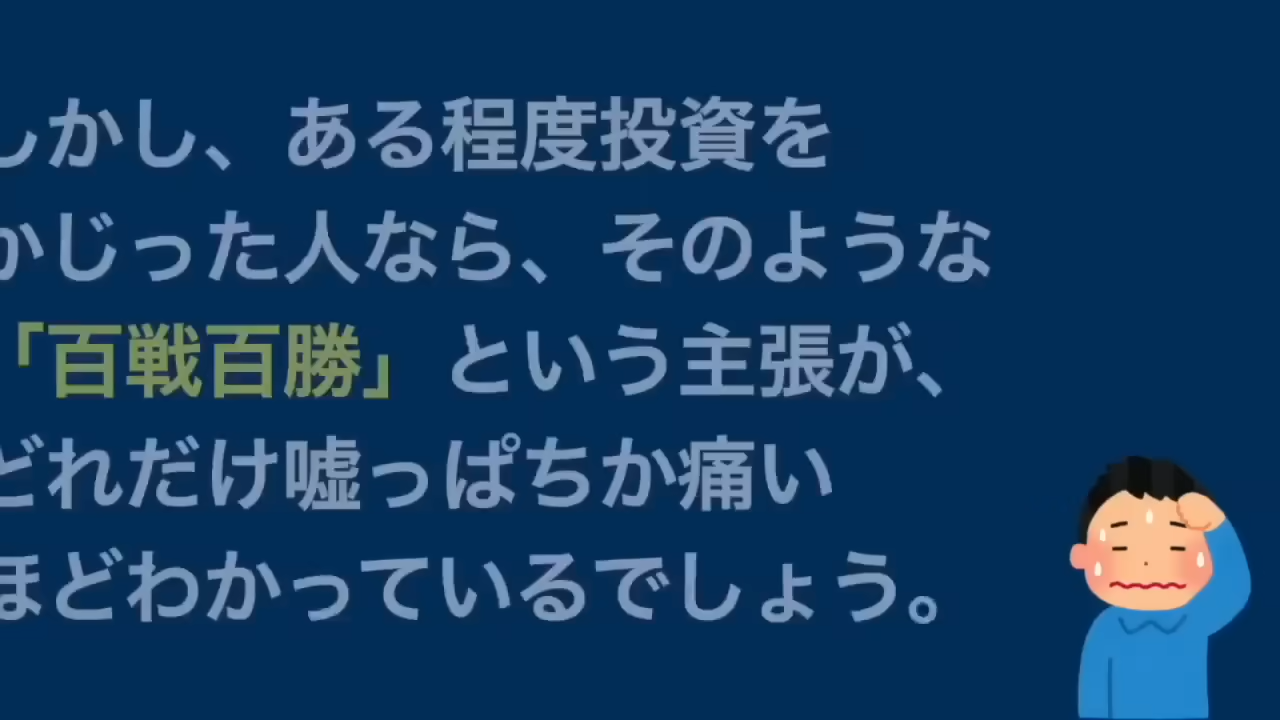 しかし、ある程度投資を
かじった人なら、そのような
「百戦百勝」という主張が、
どれだけ嘘っぱちか痛い
ほどわかっているでしょう。